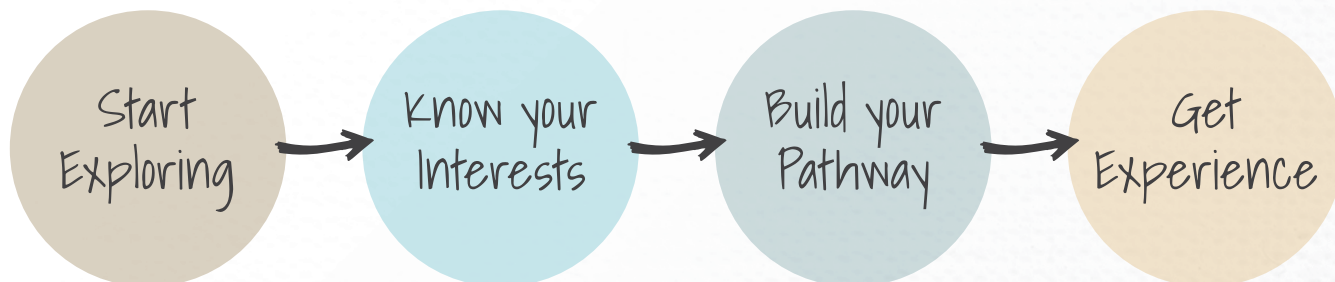 Start
Exploring
Know your
Interests
Build your
Pathway
Get
Experience